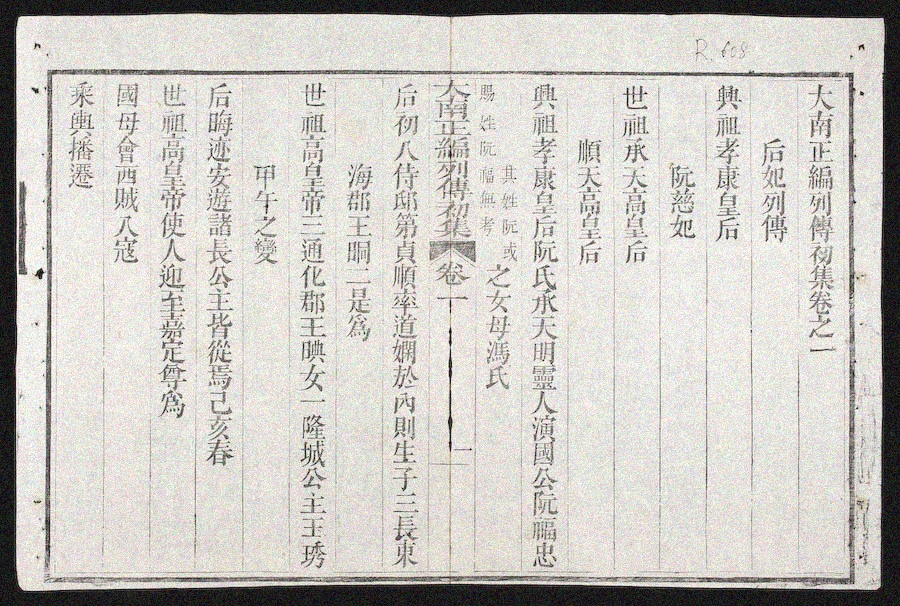 R. 608
大南正編列傳初集卷之一
后妃列傳
興祖孝康皇后
阮慈妃
世祖承天高皇后
順天高皇后
興祖孝康皇后阮氏承天明靈人演國公阮福忠
其姓阮或
賜姓阮福無考
之女母馮氏
大南正編列傳初集 卷一 一
后初入侍邸第貞順率道嫻於內則生子三長東
海郡王晍二是爲
世祖高皇帝三通化郡王晪女一隆城公主玉琇
甲午之變
后晦迹安遊諸長公主皆從焉己亥春
世祖高皇帝使人迎至嘉定尊爲
國母會西賊入寇
乘輿播遷